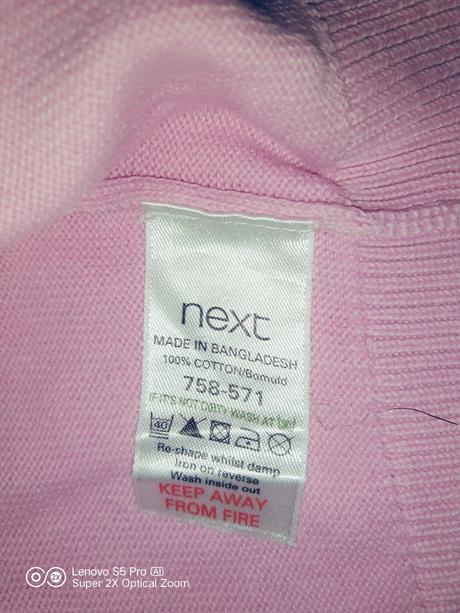 next
MADE IN BANGLADESH
100% COTTON/Bomuld
758-571
IF IT'S NOT DIRTY WASH AT 30°
40
Re-shape whilst damp
Iron on reverse
Wash inside out
KEEP AWAY
FROM FIRE
2X
Lenovo S5 Pro AI
Super 2X Optical Zoom